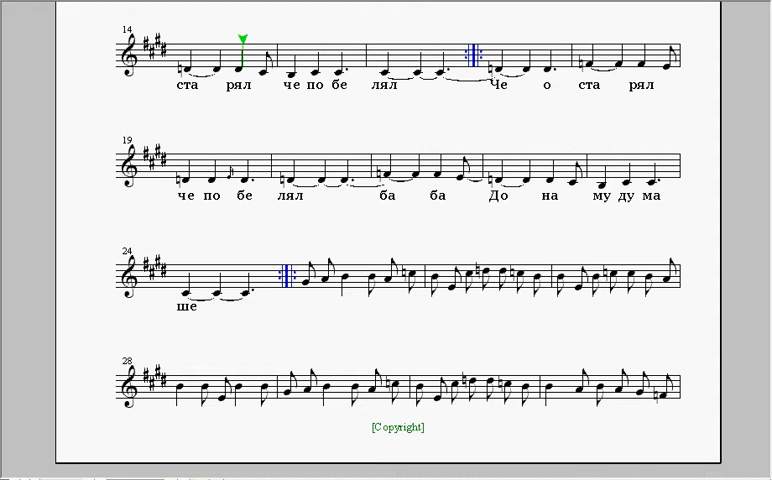 14
ста рял че по бе лял Че о ста рял
19
че по бе лял ба ба До на му ду ма
24
ше
28
[Copyright]